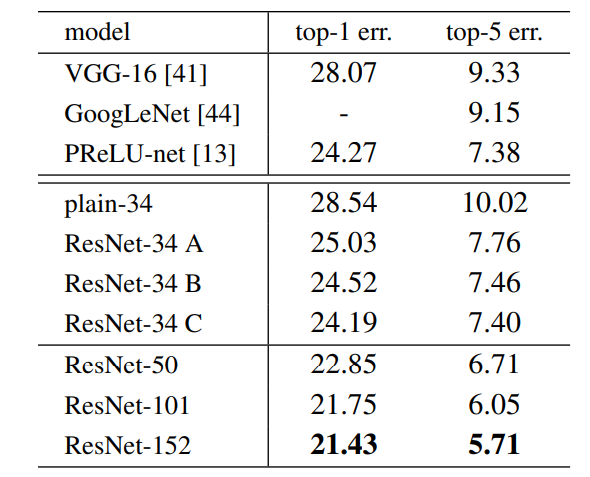 model top-1 err. top-5 err.
VGG-16 [41] 28.07 9.33
GoogLeNet [44] - 9.15
PReLU-net [13] 24.27 7.38
plain-34 28.54 10.02
ResNet-34 A 25.03 7.76
ResNet-34 B 24.52 7.46
ResNet-34 C 24.19 7.40
ResNet-50 22.85 6.71
ResNet-101 21.75 6.05
ResNet-152 21.43 5.71